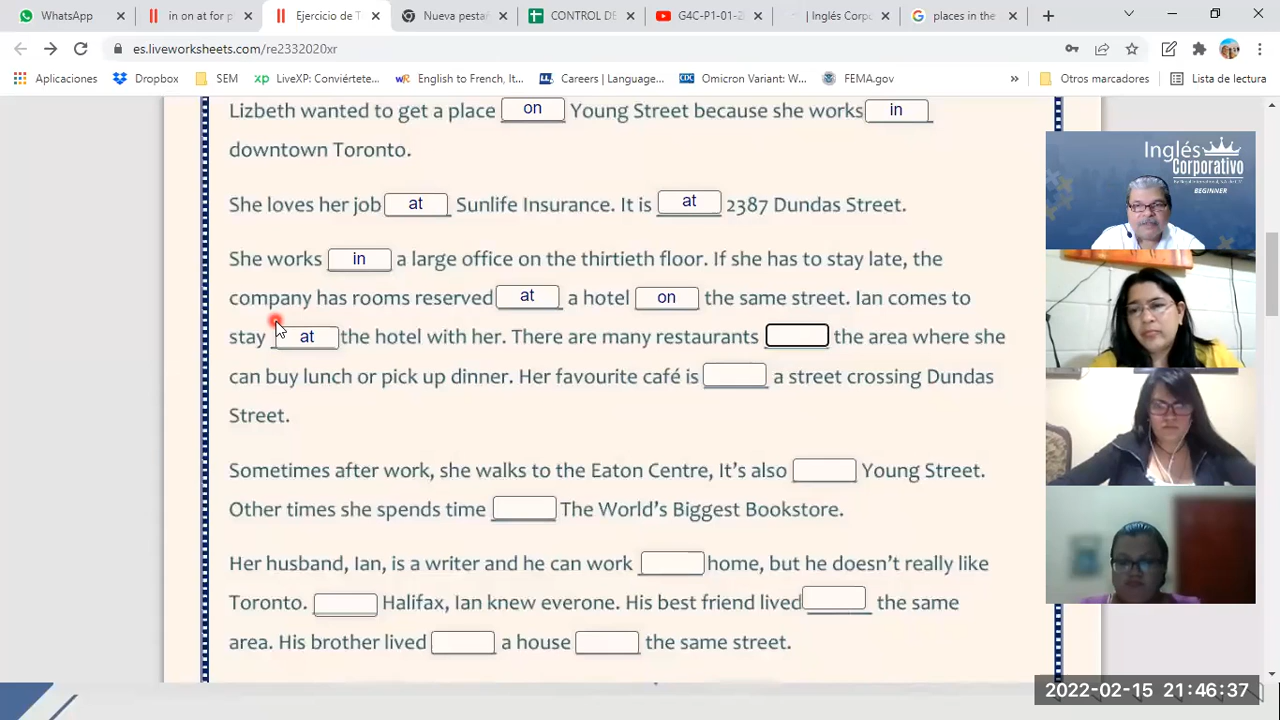 WhatsApp
in on at for p
Ejercicio de T
Nueva pestaña
CONTROL DE
G4C-P1-01-2
Inglés Corpo
places in the
es.liveworksheets.com/re2332020xr
Aplicaciones
Dropbox
SEM
LiveXP: Conviértete...
English to French, It...
Careers | Language...
Omicron Variant: W...
FEMA.gov
»
Otros marcadores
Lista de lectura
Lizbeth wanted to get a place on Young Street because she works in
downtown Toronto.
She loves her job at Sunlife Insurance. It is at 2387 Dundas Street.
She works in a large office on the thirtieth floor. If she has to stay late, the
company has rooms reserved at a hotel on the same street. Ian comes to
stay at the hotel with her. There are many restaurants the area where she
can buy lunch or pick up dinner. Her favourite café is a street crossing Dundas
Street.
Sometimes after work, she walks to the Eaton Centre, It's also Young Street.
Other times she spends time The World's Biggest Bookstore.
Her husband, Ian, is a writer and he can work home, but he doesn't really like
Toronto. Halifax, Ian knew everone. His best friend lived the same
area. His brother lived a house the same street.
Inglés
Corporativo
BEGINNER
2022-02-15 21:46:37